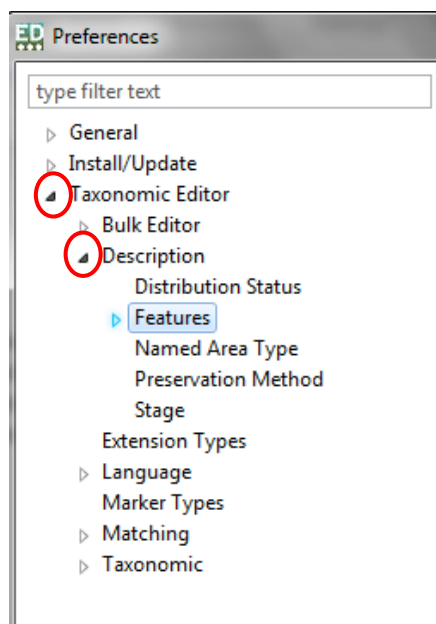 ED Preferences
type filter text
General
Install/Update
Taxonomic Editor
Bulk Editor
Description
Distribution Status
Features
Named Area Type
Preservation Method
Stage
Extension Types
Language
Marker Types
Matching
Taxonomic